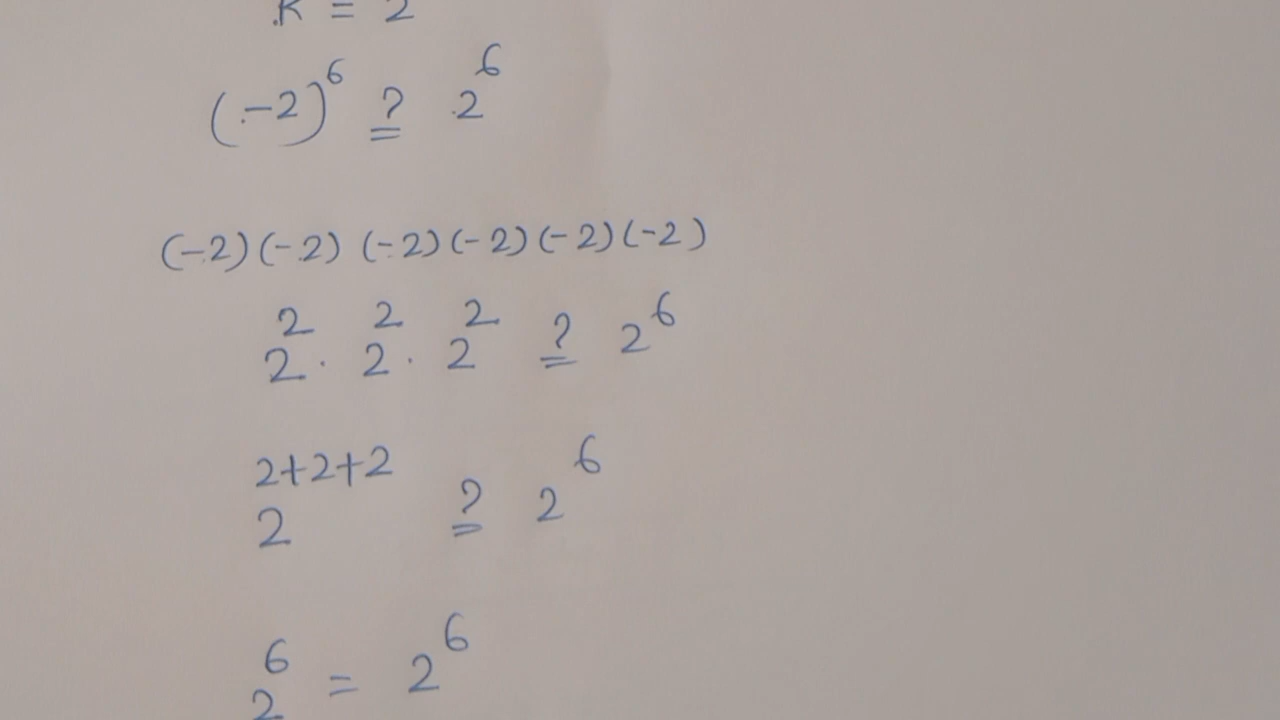 K = 2
(-2)^6 ≟ 2^6
(-2)(-2)(-2)(-2)(-2)(-2)
2^2 · 2^2 · 2^2 ≟ 2^6
2^{2+2+2} ≟ 2^6
2^6 = 2^6